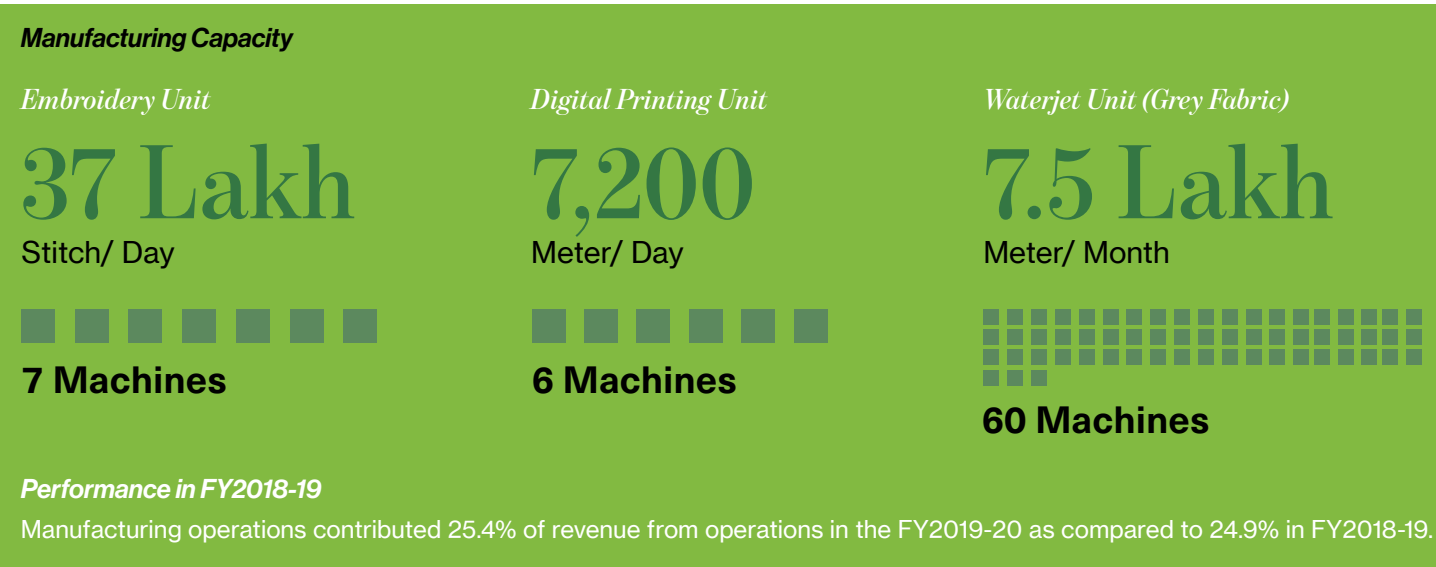 Manufacturing Capacity
Embroidery Unit
37 Lakh
Stitch/ Day
7 Machines
Digital Printing Unit
7,200
Meter/ Day
6 Machines
Waterjet Unit (Grey Fabric)
7.5 Lakh
Meter/ Month
60 Machines
Performance in FY2018-19
Manufacturing operations contributed 25.4% of revenue from operations in the FY2019-20 as compared to 24.9% in FY2018-19.